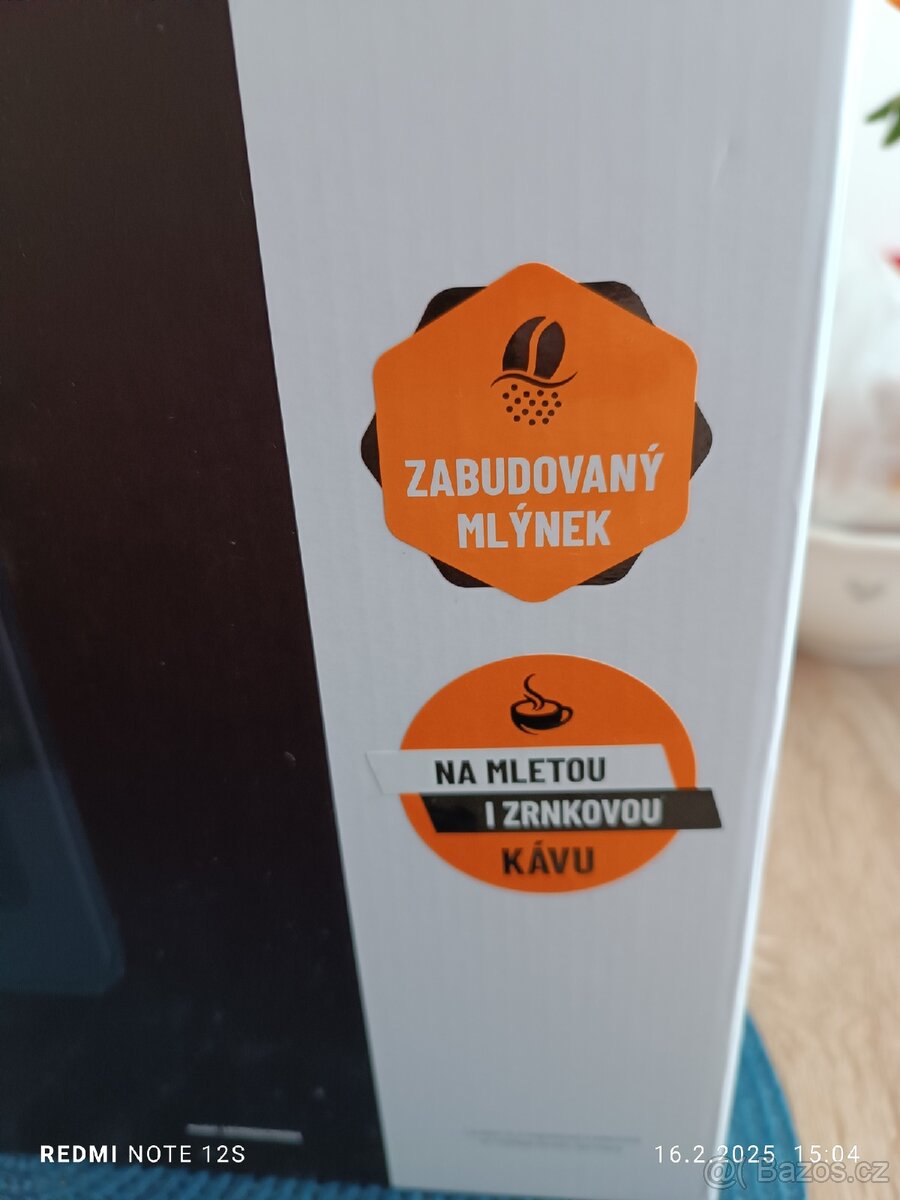 ZABUDOVANÝ
MLÝNEK
NA MLETOU
I ZRNKOVOU
KÁVU
REDMI NOTE 12S
16.2.2025 15:04
@ Bazos.cz